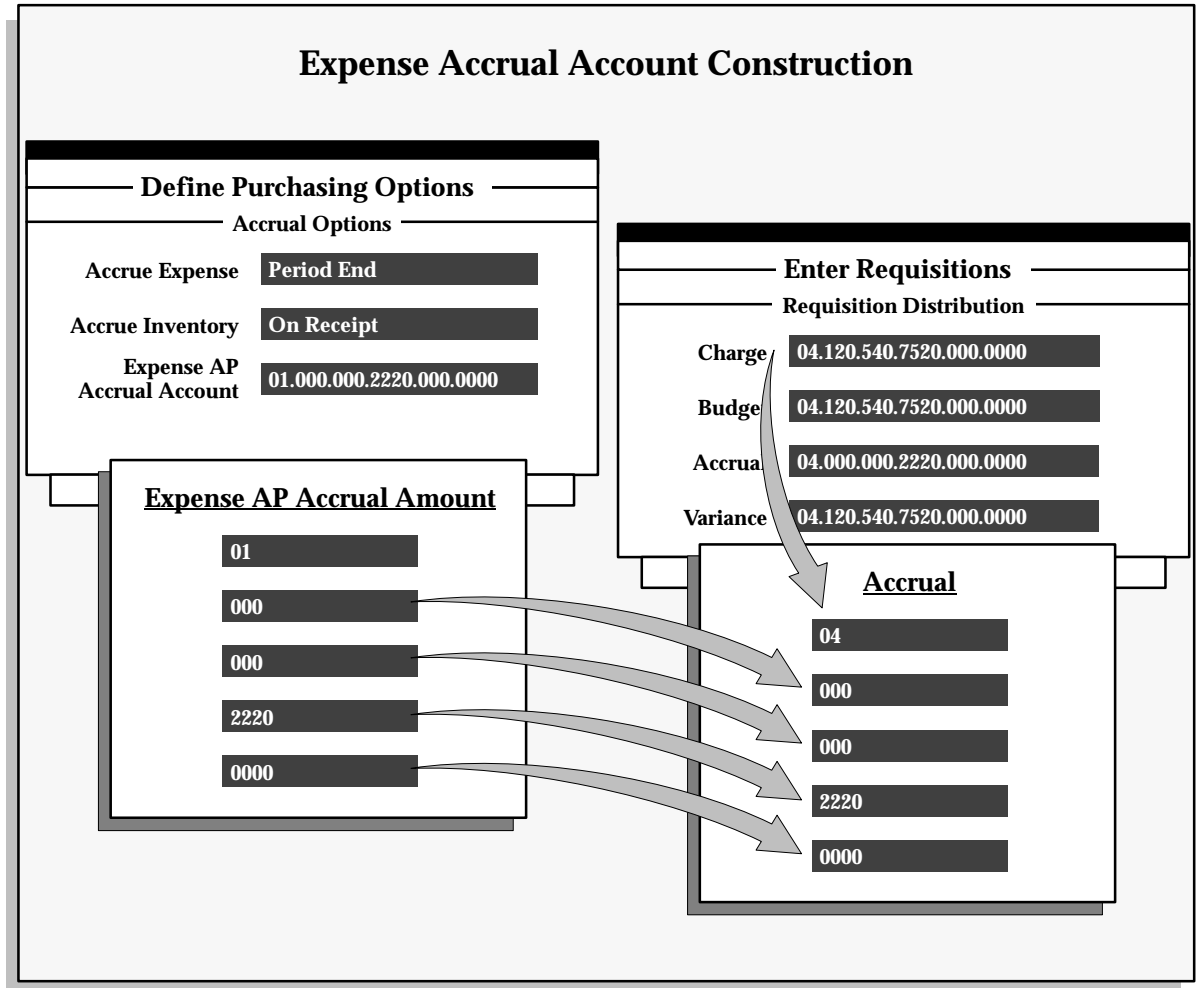 Expense Accrual Account Construction
Define Purchasing Options
Accrual Options
Accrue Expense Period End
Accrue Inventory On Receipt
Expense AP
Accrual Account 01.000.000.2220.000.0000
Expense AP Accrual Amount
01
000
000
2220
0000
Enter Requisitions
Requisition Distribution
Charge 04.120.540.7520.000.0000
Budge 04.120.540.7520.000.0000
Accrual 04.000.000.2220.000.0000
Variance 04.120.540.7520.000.0000
Accrual
04
000
000
2220
0000